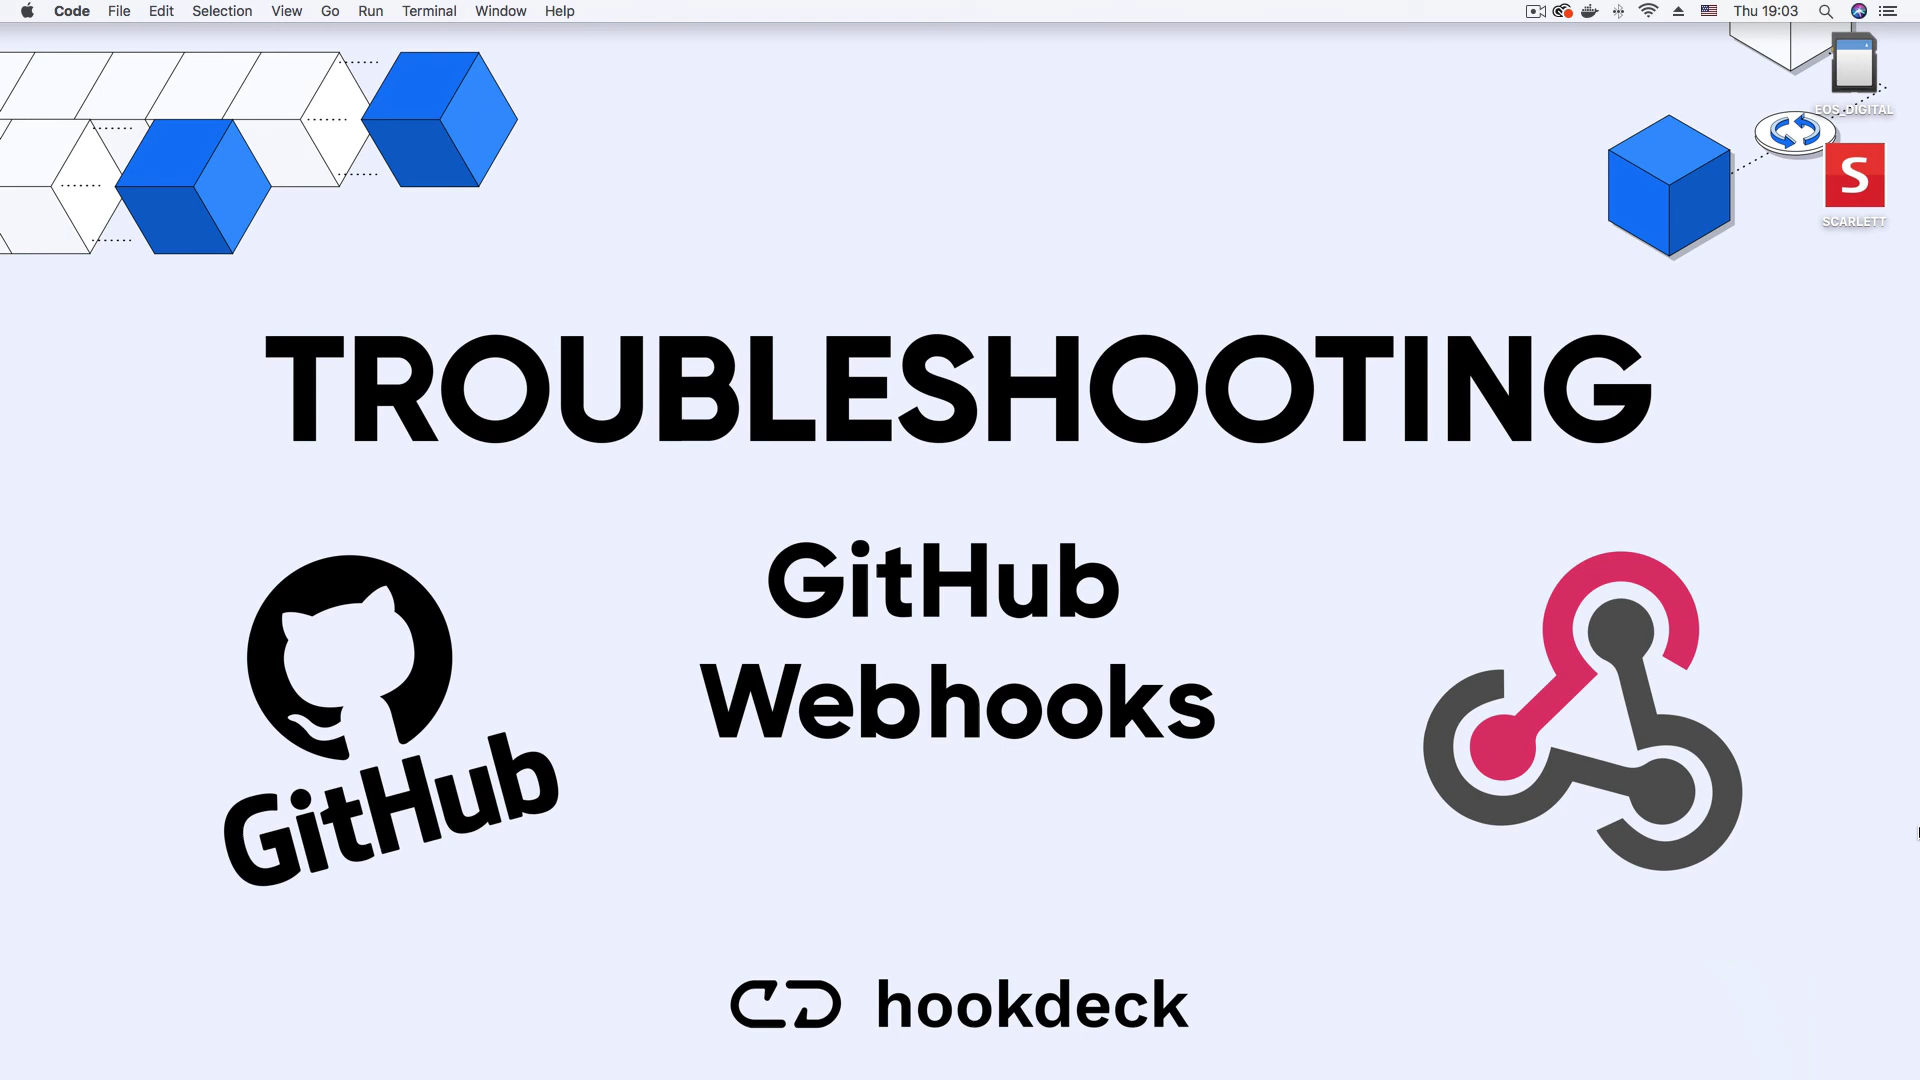 Code File Edit Selection View Go Run Terminal Window Help Thu 19:03
EOS_DIGITAL
S
SCARLETT
TROUBLESHOOTING
GitHub
Webhooks
GitHub
hookdeck